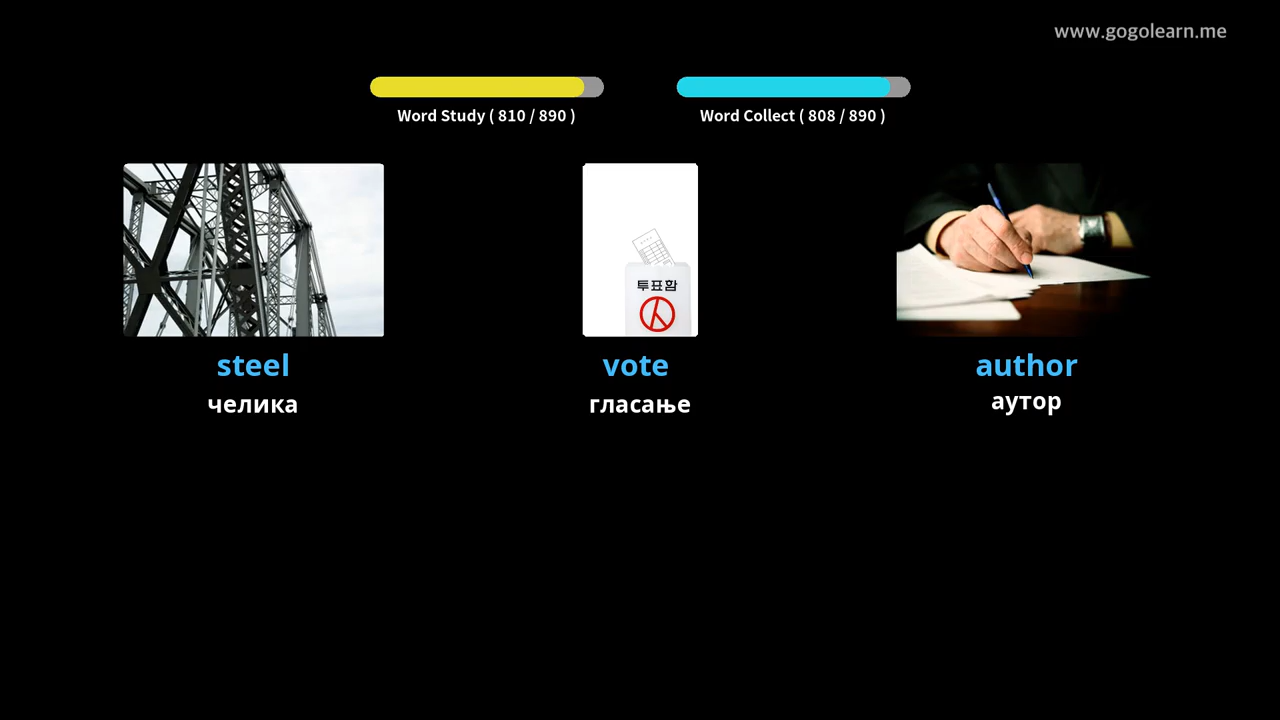 www.gogolearn.me
Word Study ( 810 / 890 )
Word Collect ( 808 / 890 )
투표함
steel
vote
author
челика
гласање
аутор